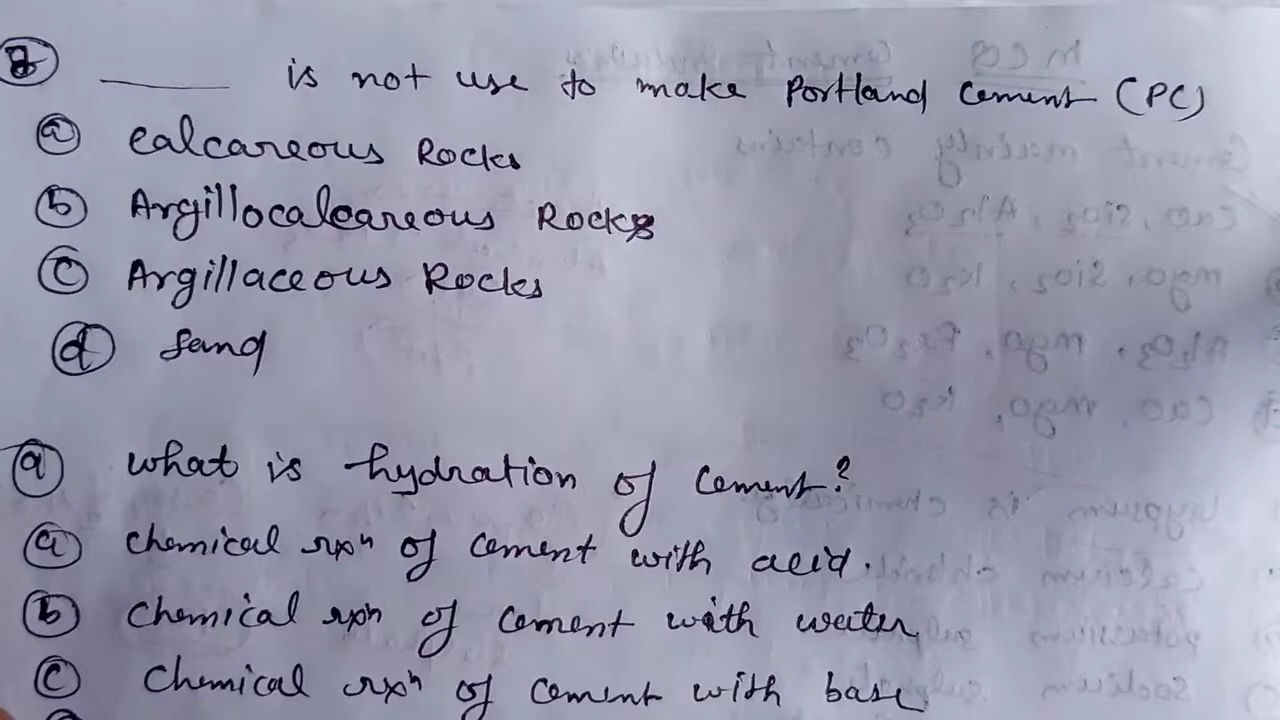 8 ____ is not use to make Portland Cement (PC)
a calcareous Rocks
b Argillocalcareous Rocks
c Argillaceous Rocks
d Sand
9 what is hydration of cement?
a chemical rxn of cement with acid.
b chemical rxn of cement with water
c chemical rxn of cement with base